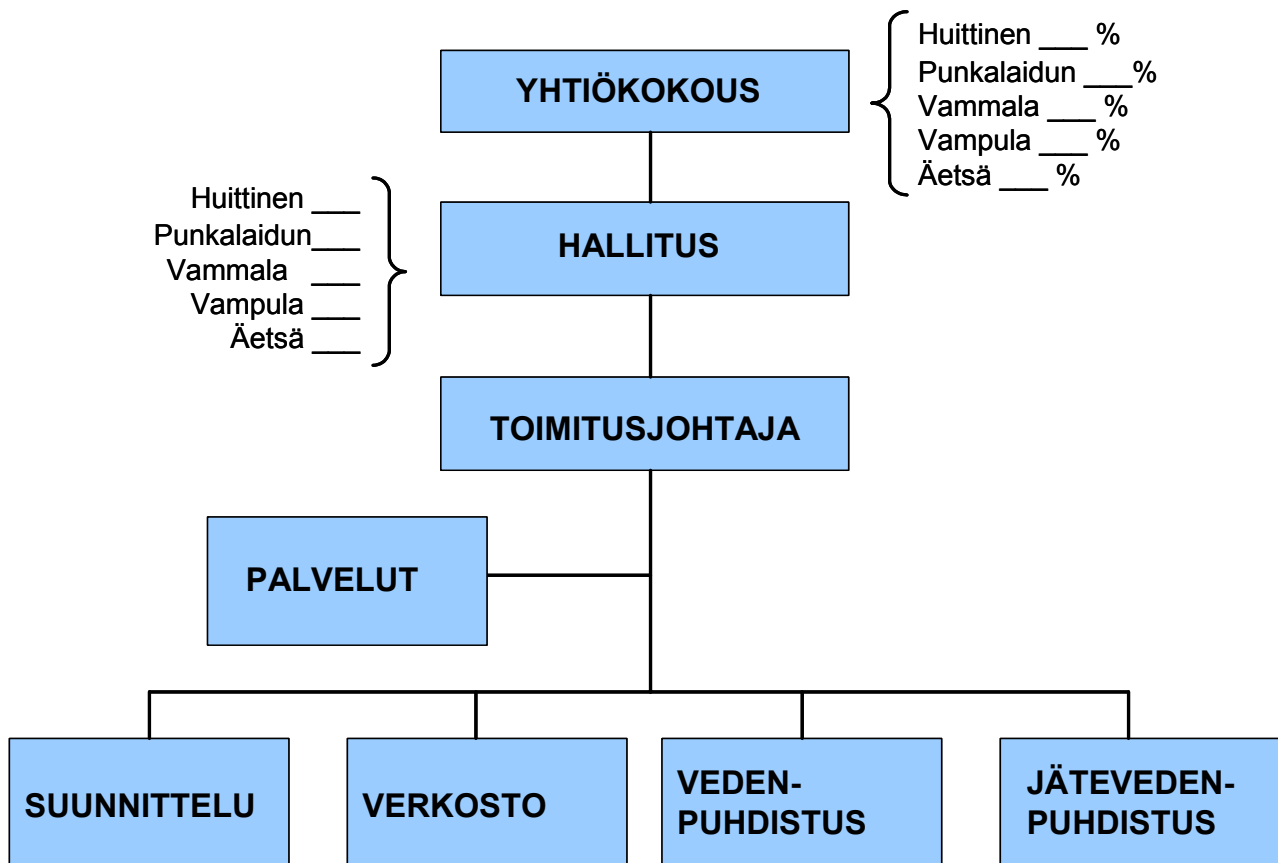 YHTIÖKOKOUS
Huittinen ___ %
Punkalaidun ___%
Vammala ___ %
Vampula ___ %
Äetsä ___ %
Huittinen ___
Punkalaidun___
Vammala ___
Vampula ___
Äetsä ___
HALLITUS
TOIMITUSJOHTAJA
PALVELUT
SUUNNITTELU
VERKOSTO
VEDEN-
PUHDISTUS
JÄTEVEDEN-
PUHDISTUS